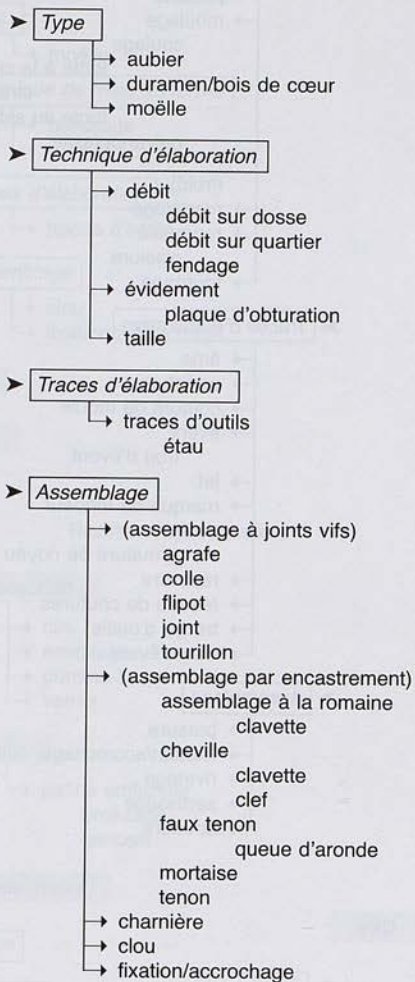 Type
aubier
duramen/bois de cœur
moëlle
Technique d'élaboration
débit
débit sur dosse
débit sur quartier
fendage
évidement
plaque d'obturation
taille
Traces d'élaboration
traces d'outils
étau
Assemblage
(assemblage à joints vifs)
agrafe
colle
flipot
joint
tourillon
(assemblage par encastrement)
assemblage à la romaine
clavette
cheville
clavette
clef
faux tenon
queue d'aronde
mortaise
tenon
charnière
clou
fixation/accrochage